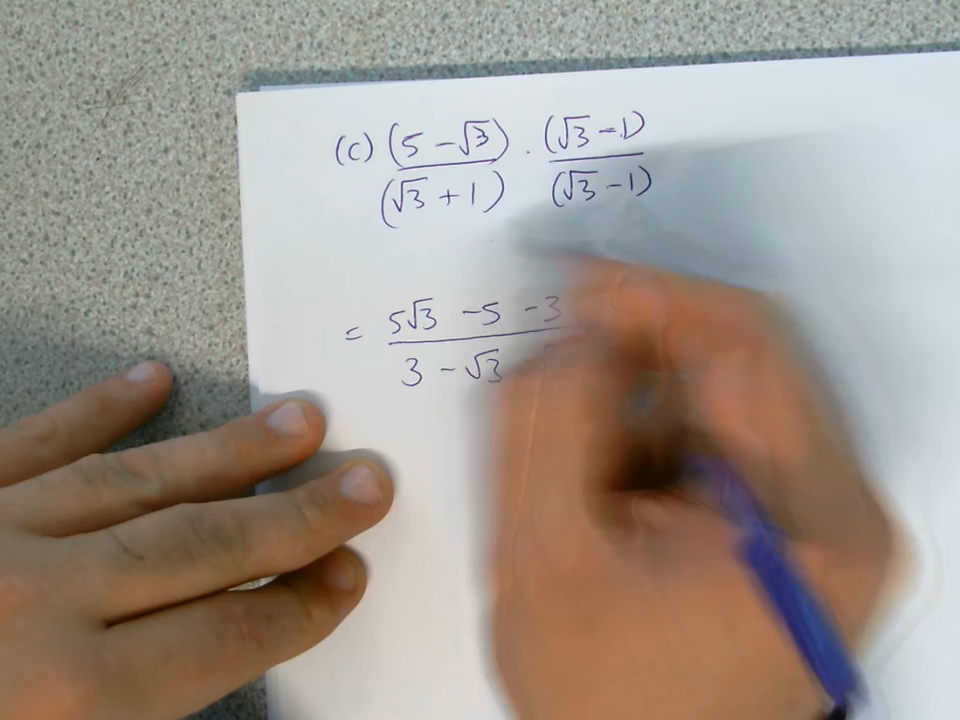 (c) (5 - √3) . (√3 - 1)
(√3 + 1) (√3 - 1)
= 5√3 - 5 - 3
3 - √3